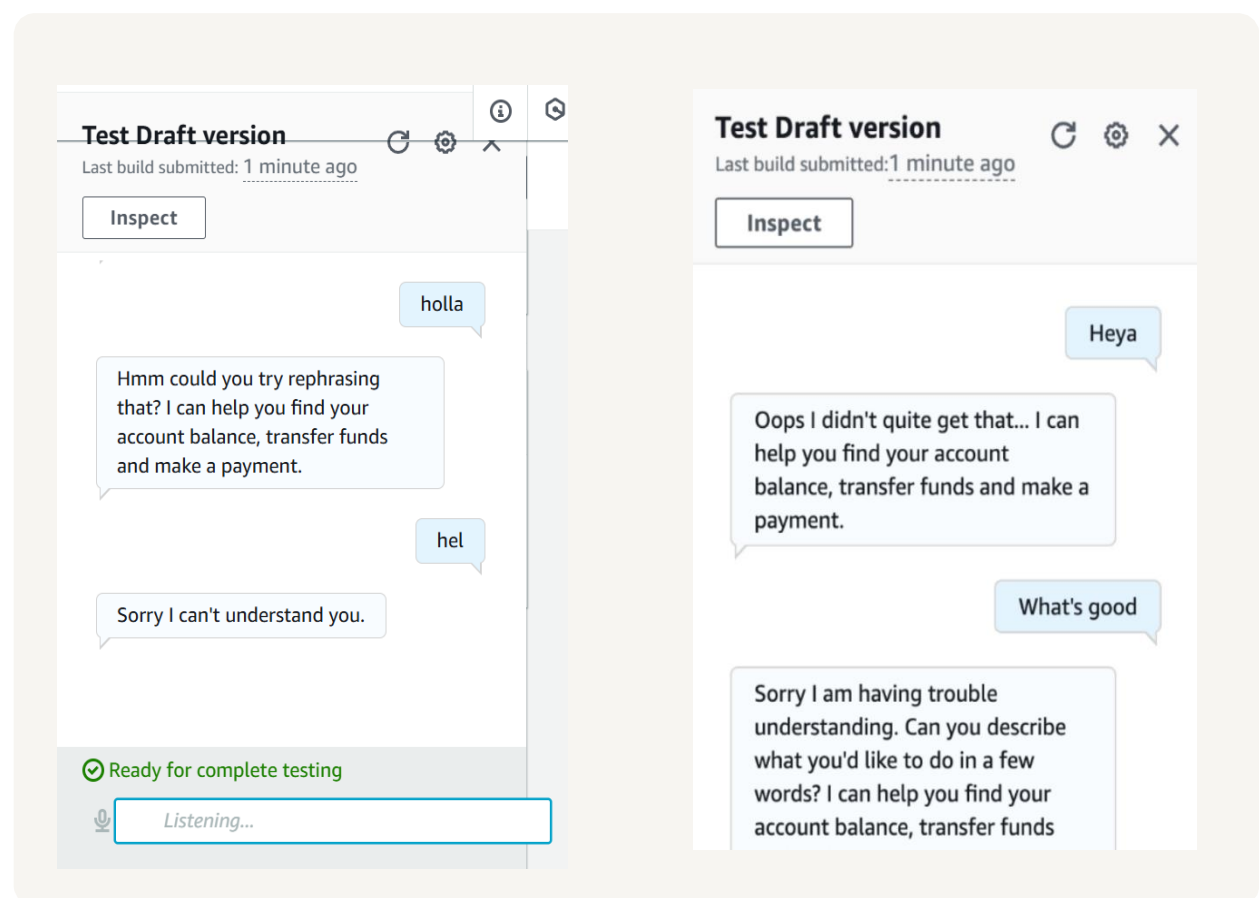 Test Draft version
Last build submitted: 1 minute ago
Inspect
holla
Hmm could you try rephrasing
that? I can help you find your
account balance, transfer funds
and make a payment.
hel
Sorry I can't understand you.
Ready for complete testing
Listening...
Test Draft version
Last build submitted:1 minute ago
Inspect
Heya
Oops I didn't quite get that... I can
help you find your account
balance, transfer funds and make a
payment.
What's good
Sorry I am having trouble
understanding. Can you describe
what you'd like to do in a few
words? I can help you find your
account balance, transfer funds